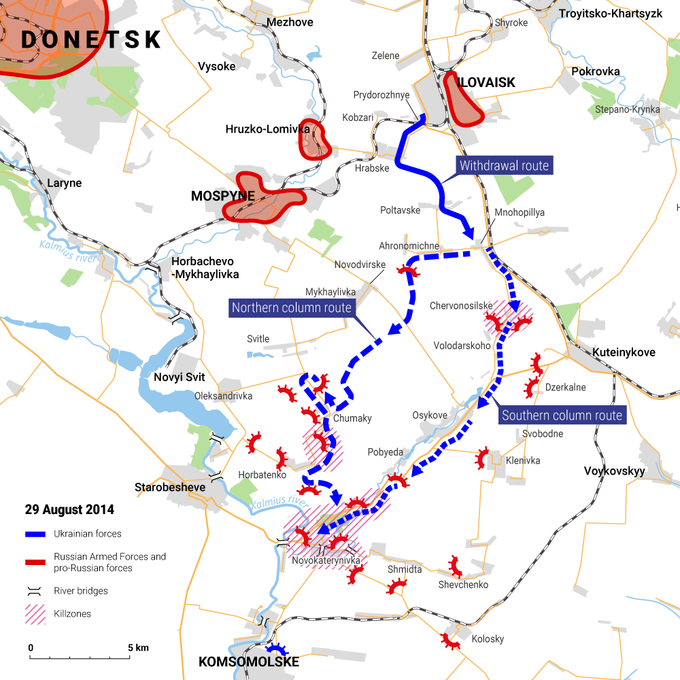 Mezhove
Shyroke
Troyitsko-Khartsyzk
DONETSK
Zelene
Vysoke
Pokrovka
ILOVAISK
Prydorozhnye
Stepano-Krynka
Kobzari
Hruzko-Lomivka
Hrabske
Withdrawal route
Laryne
MOSPYNE
Poltavske
Mnohopillya
Kalmius river
Ahronomichne
Horbachevo
-Mykhaylivka
Novodvirske
Mykhaylivka
Chervonosilske
Northern column route
Svitle
Volodarskoho
Kuteinykove
Novyi Svit
Dzerkalne
Oleksandrivka
Chumaky
Osykove
Southern column route
Svobodne
Pobyeda
Klenivka
Horbatenko
Voykovskyy
Starobesheve
Kalmius river
29 August 2014
Ukrainian forces
Russian Armed Forces and
pro-Russian forces
River bridges
Killzones
Novokaterynivka
Shmidta
Shevchenko
Kolosky
0 5 km
KOMSOMOLSKE